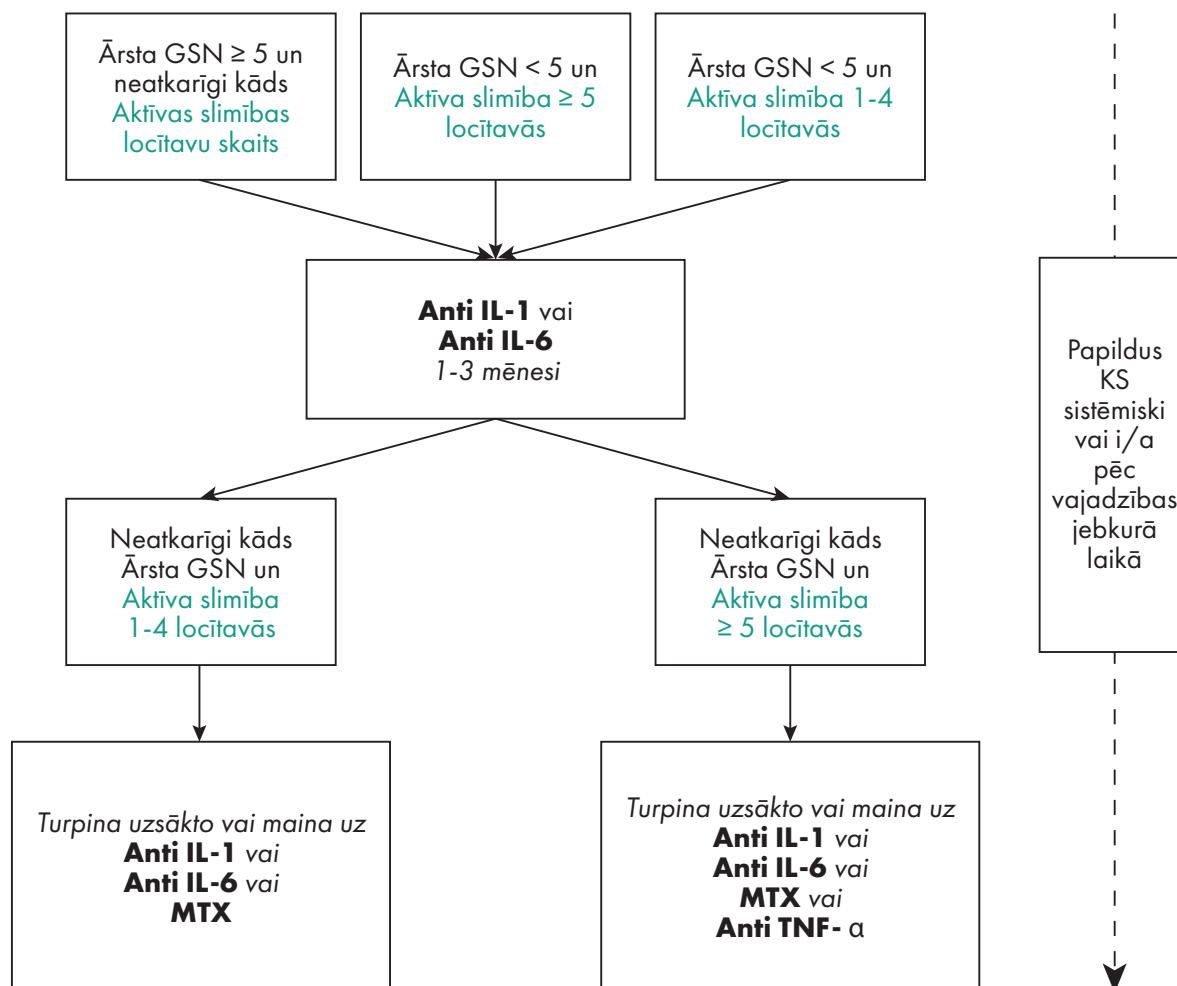 Ārsta GSN ≥ 5 un
neatkarīgi kāds
Aktīvas slimības
locītavu skaits
Ārsta GSN < 5 un
Aktīva slimība ≥ 5
locītavās
Ārsta GSN < 5 un
Aktīva slimība 1-4
locītavās
Anti IL-1 vai
Anti IL-6
1-3 mēnesi
Papildus
KS
sistēmiski
vai i/a
pēc
vajadzības
jebkurā
laikā
Neatkarīgi kāds
Ārsta GSN un
Aktīva slimība
1-4 locītavās
Neatkarīgi kāds
Ārsta GSN un
Aktīva slimība
≥ 5 locītavās
Turpina uzsākto vai maina uz
Anti IL-1 vai
Anti IL-6 vai
MTX
Turpina uzsākto vai maina uz
Anti IL-1 vai
Anti IL-6 vai
MTX vai
Anti TNF- α